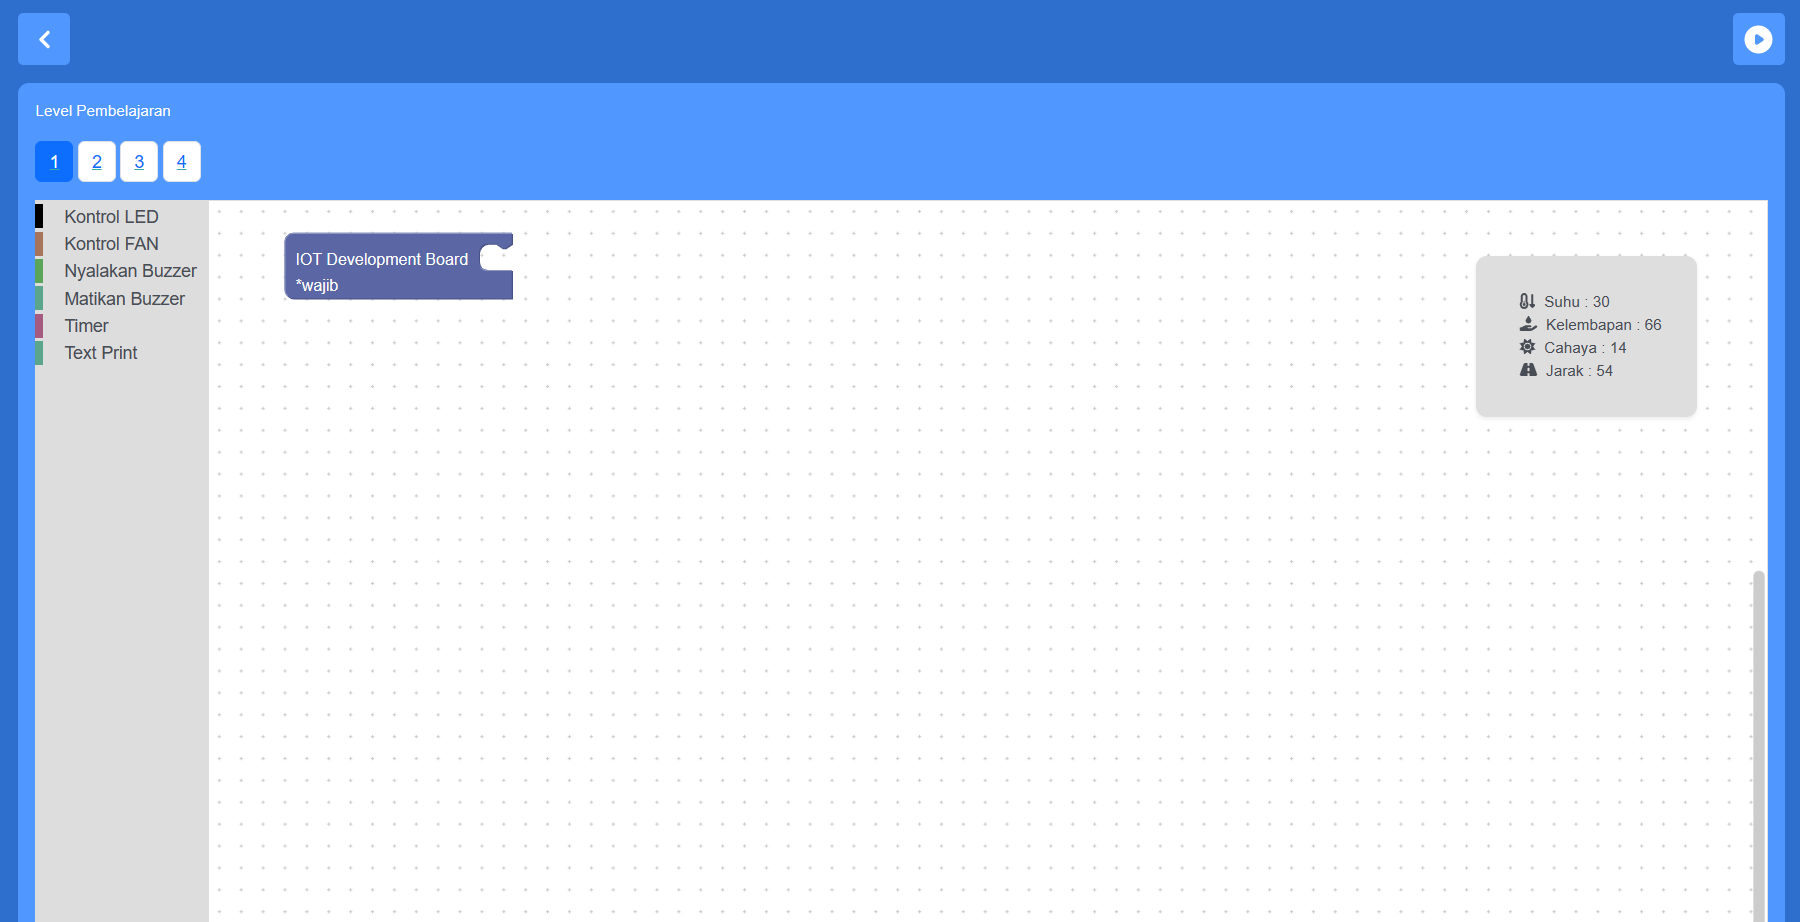 Level Pembelajaran
1 2 3 4
Kontrol LED
Kontrol FAN
Nyalakan Buzzer
Matikan Buzzer
Timer
Text Print
IOT Development Board
*wajib
Suhu : 30
Kelembapan : 66
Cahaya : 14
Jarak : 54